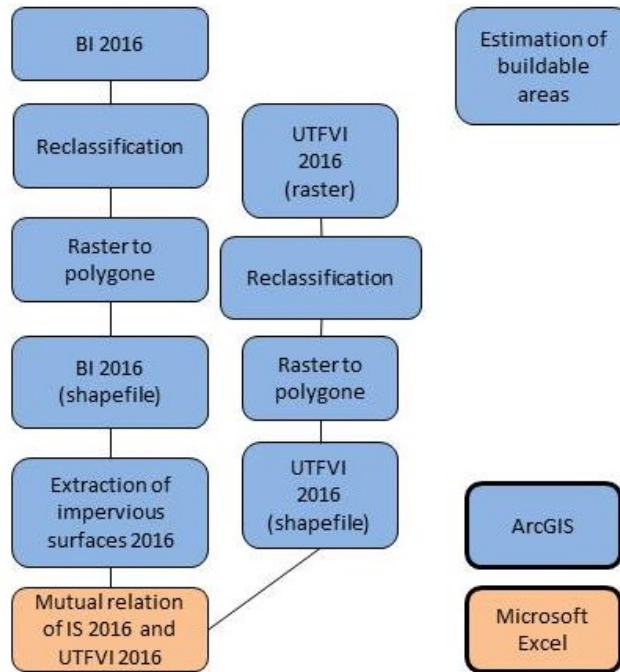 BI 2016
Reclassification
Raster to
polygone
BI 2016
(shapefile)
Extraction of
impervious
surfaces 2016
Mutual relation
of IS 2016 and
UTFVI 2016
UTFVI
2016
(raster)
Reclassification
Raster to
polygone
UTFVI
2016
(shapefile)
Estimation of
buildable
areas
ArcGIS
Microsoft
Excel